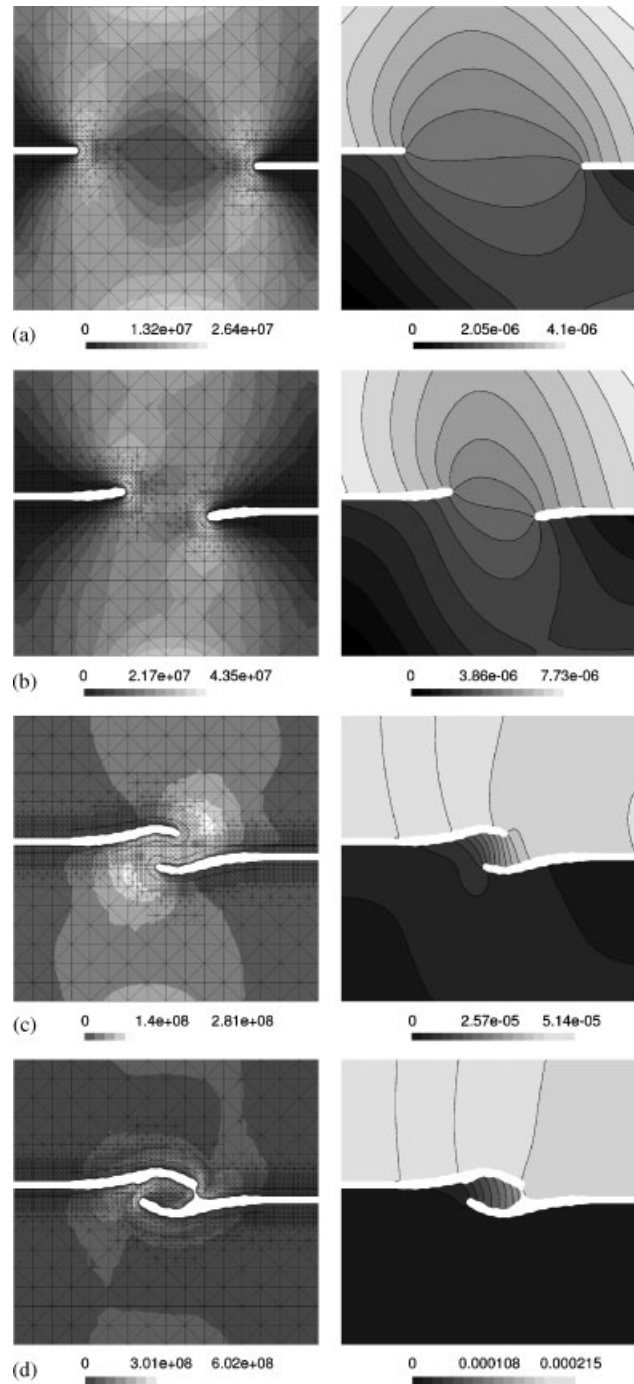 0 1.32e+07 2.64e+07 0 2.05e-06 4.1e-06
(a)
0 2.17e+07 4.35e+07 0 3.86e-06 7.73e-06
(b)
0 1.4e+08 2.81e+08 0 2.57e-05 5.14e-05
(c)
0 3.01e+08 6.02e+08 0 0.000108 0.000215
(d)